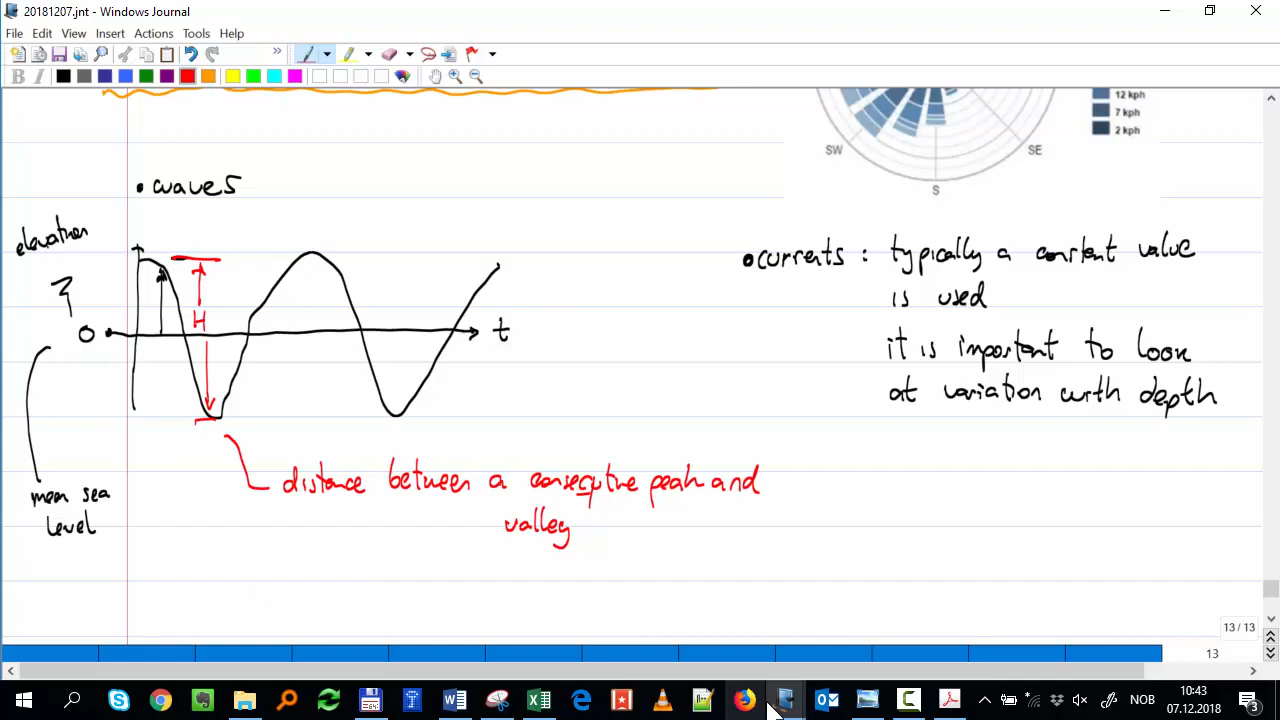 20181207.jnt - Windows Journal
File Edit View Insert Actions Tools Help
B I
12 kph
7 kph
2 kph
SW
SE
S
• waves
elevation
0
t
H
mean sea
level
distance between a consecutive peak and
valley
• currents : typically a constant value
is used
it is important to look
at variation with depth
13 / 13
13
NOB
10:43
07.12.2018
3